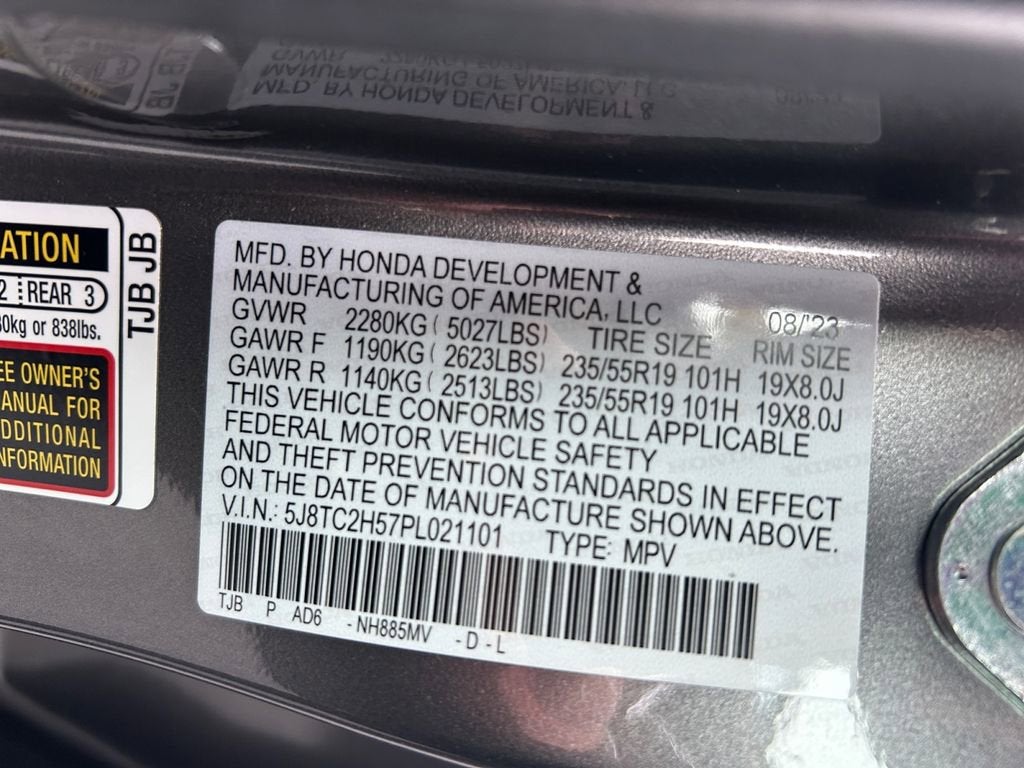 MFD. BY HONDA DEVELOPMENT &
MANUFACTURING OF AMERICA, LLC 08/'23
GVWR 2280KG ( 5027LBS) TIRE SIZE RIM SIZE
GAWR F 1190KG ( 2623LBS) 235/55R19 101H 19X8.0J
GAWR R 1140KG ( 2513LBS) 235/55R19 101H 19X8.0J
THIS VEHICLE CONFORMS TO ALL APPLICABLE
FEDERAL MOTOR VEHICLE SAFETY
AND THEFT PREVENTION STANDARDS IN EFFECT
ON THE DATE OF MANUFACTURE SHOWN ABOVE.
V.I.N.: 5J8TC2H57PL021101 TYPE: MPV
TJB P AD6 - NH885MV - D - L
ATION
2 REAR 3
0kg or 838lbs.
EE OWNER'S
ANUAL FOR
DDITIONAL
NFORMATION
TJB JB
MFD. BY HONDA DEVELOPMENT &
MANUFACTURING OF AMERICA, LLC
GVWR